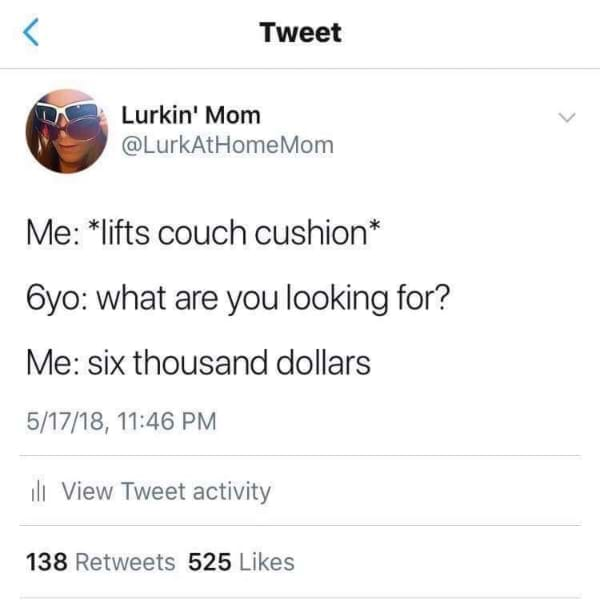 Tweet
Lurkin' Mom
@LurkAtHomeMom
Me: *lifts couch cushion*
6yo: what are you looking for?
Me: six thousand dollars
5/17/18, 11:46 PM
View Tweet activity
138 Retweets 525 Likes